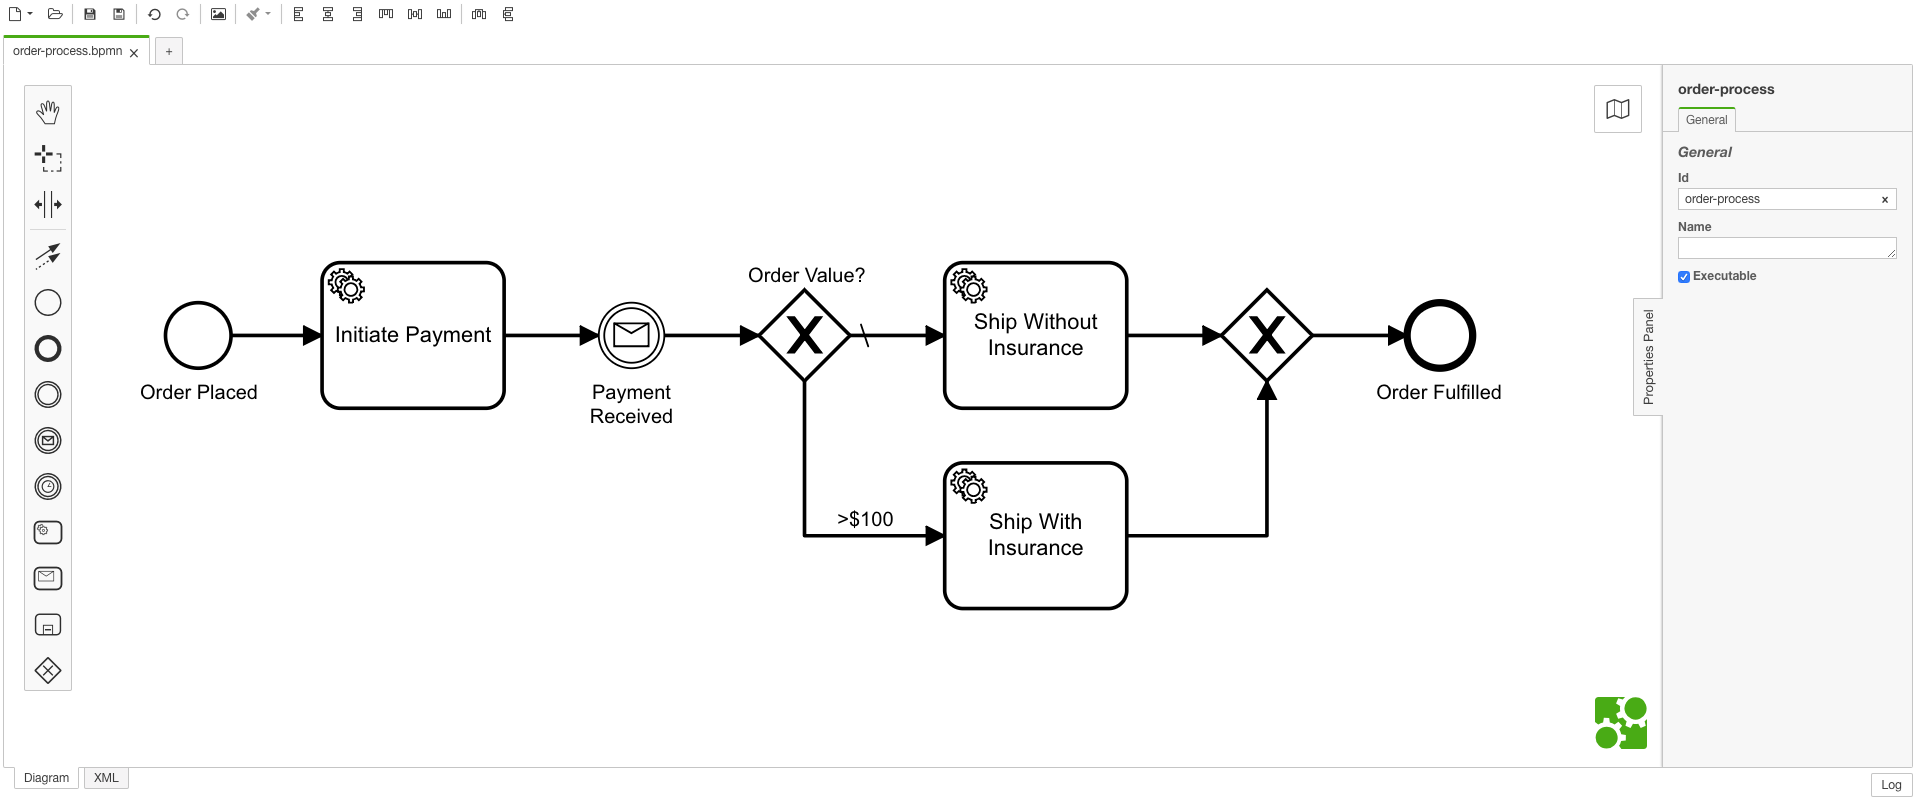 order-process.bpmn
+
order-process
General
General
Id
order-process
Name
Executable
Properties Panel
Order Value?
Initiate Payment
Ship Without
Insurance
Order Placed
Payment
Received
Order Fulfilled
>$100
Ship With
Insurance
Diagram
XML
Log